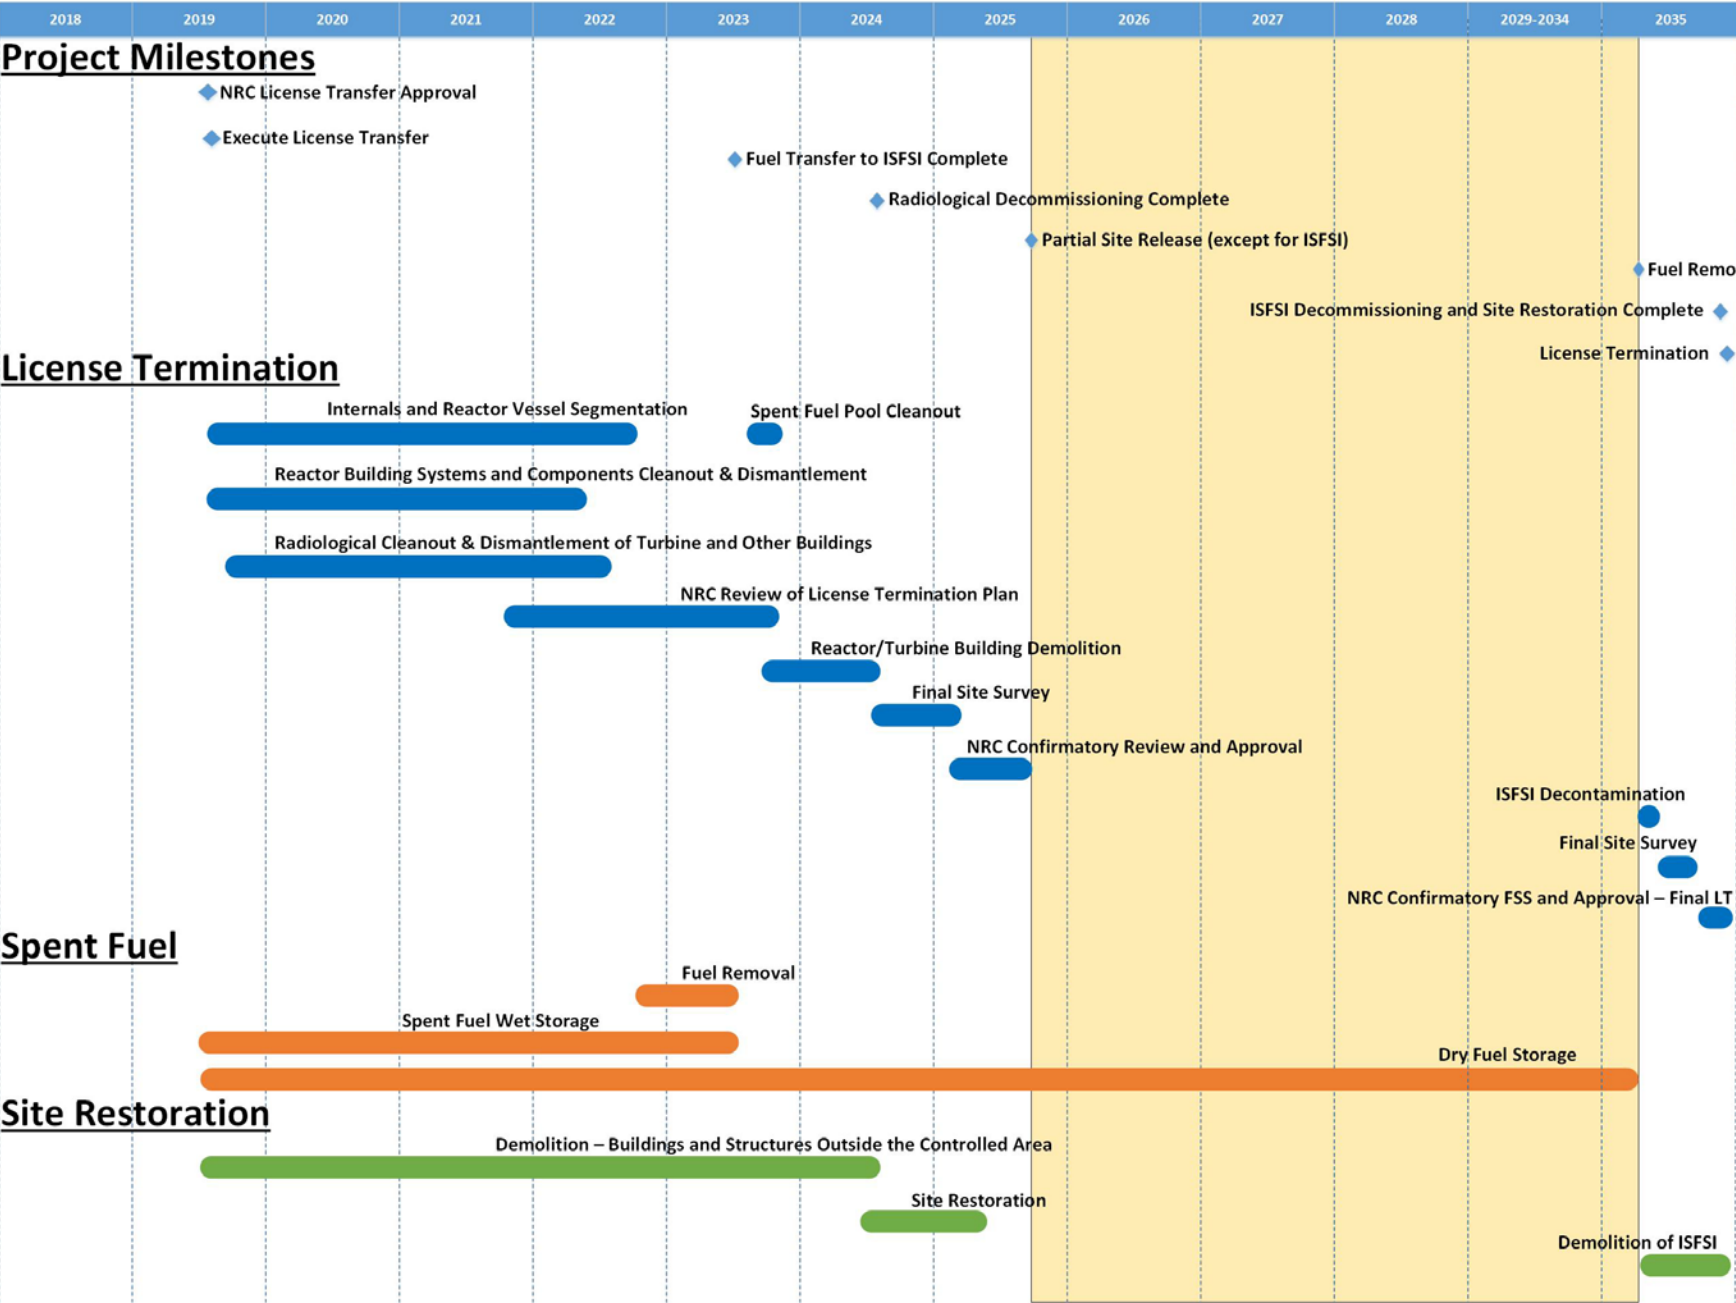 2018 2019 2020 2021 2022 2023 2024 2025 2026 2027 2028 2029-2034 2035
Project Milestones
NRC License Transfer Approval
Execute License Transfer
Fuel Transfer to ISFSI Complete
Radiological Decommissioning Complete
Partial Site Release (except for ISFSI)
Fuel Remo
ISFSI Decommissioning and Site Restoration Complete
License Termination
License Termination
Internals and Reactor Vessel Segmentation
Spent Fuel Pool Cleanout
Reactor Building Systems and Components Cleanout & Dismantlement
Radiological Cleanout & Dismantlement of Turbine and Other Buildings
NRC Review of License Termination Plan
Reactor/Turbine Building Demolition
Final Site Survey
NRC Confirmatory Review and Approval
ISFSI Decontamination
Final Site Survey
NRC Confirmatory FSS and Approval – Final LT
Spent Fuel
Fuel Removal
Spent Fuel Wet Storage
Dry Fuel Storage
Site Restoration
Demolition – Buildings and Structures Outside the Controlled Area
Site Restoration
Demolition of ISFSI